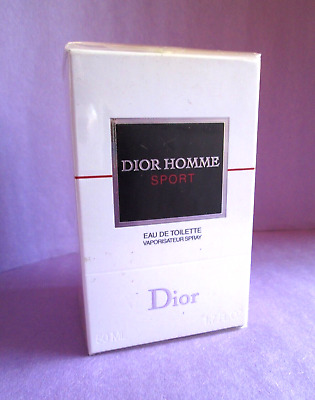 DIOR HOMME
SPORT
EAU DE TOILETTE
VAPORISATEUR SPRAY
Dior